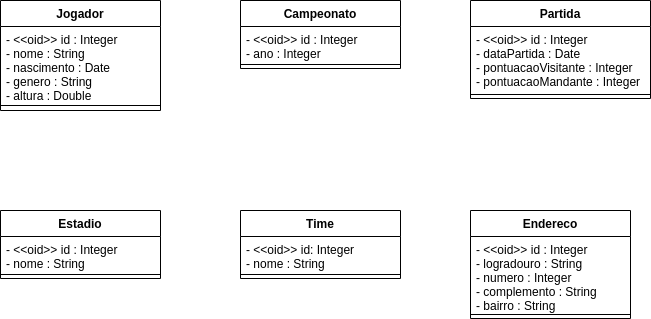 Jogador
- <<oid>> id : Integer
- nome : String
- nascimento : Date
- genero : String
- altura : Double
Campeonato
- <<oid>> id : Integer
- ano : Integer
Partida
- <<oid>> id : Integer
- dataPartida : Date
- pontuacaoVisitante : Integer
- pontuacaoMandante : Integer
Estadio
- <<oid>> id : Integer
- nome : String
Time
- <<oid>> id: Integer
- nome : String
Endereco
- <<oid>> id : Integer
- logradouro : String
- numero : Integer
- complemento : String
- bairro : String